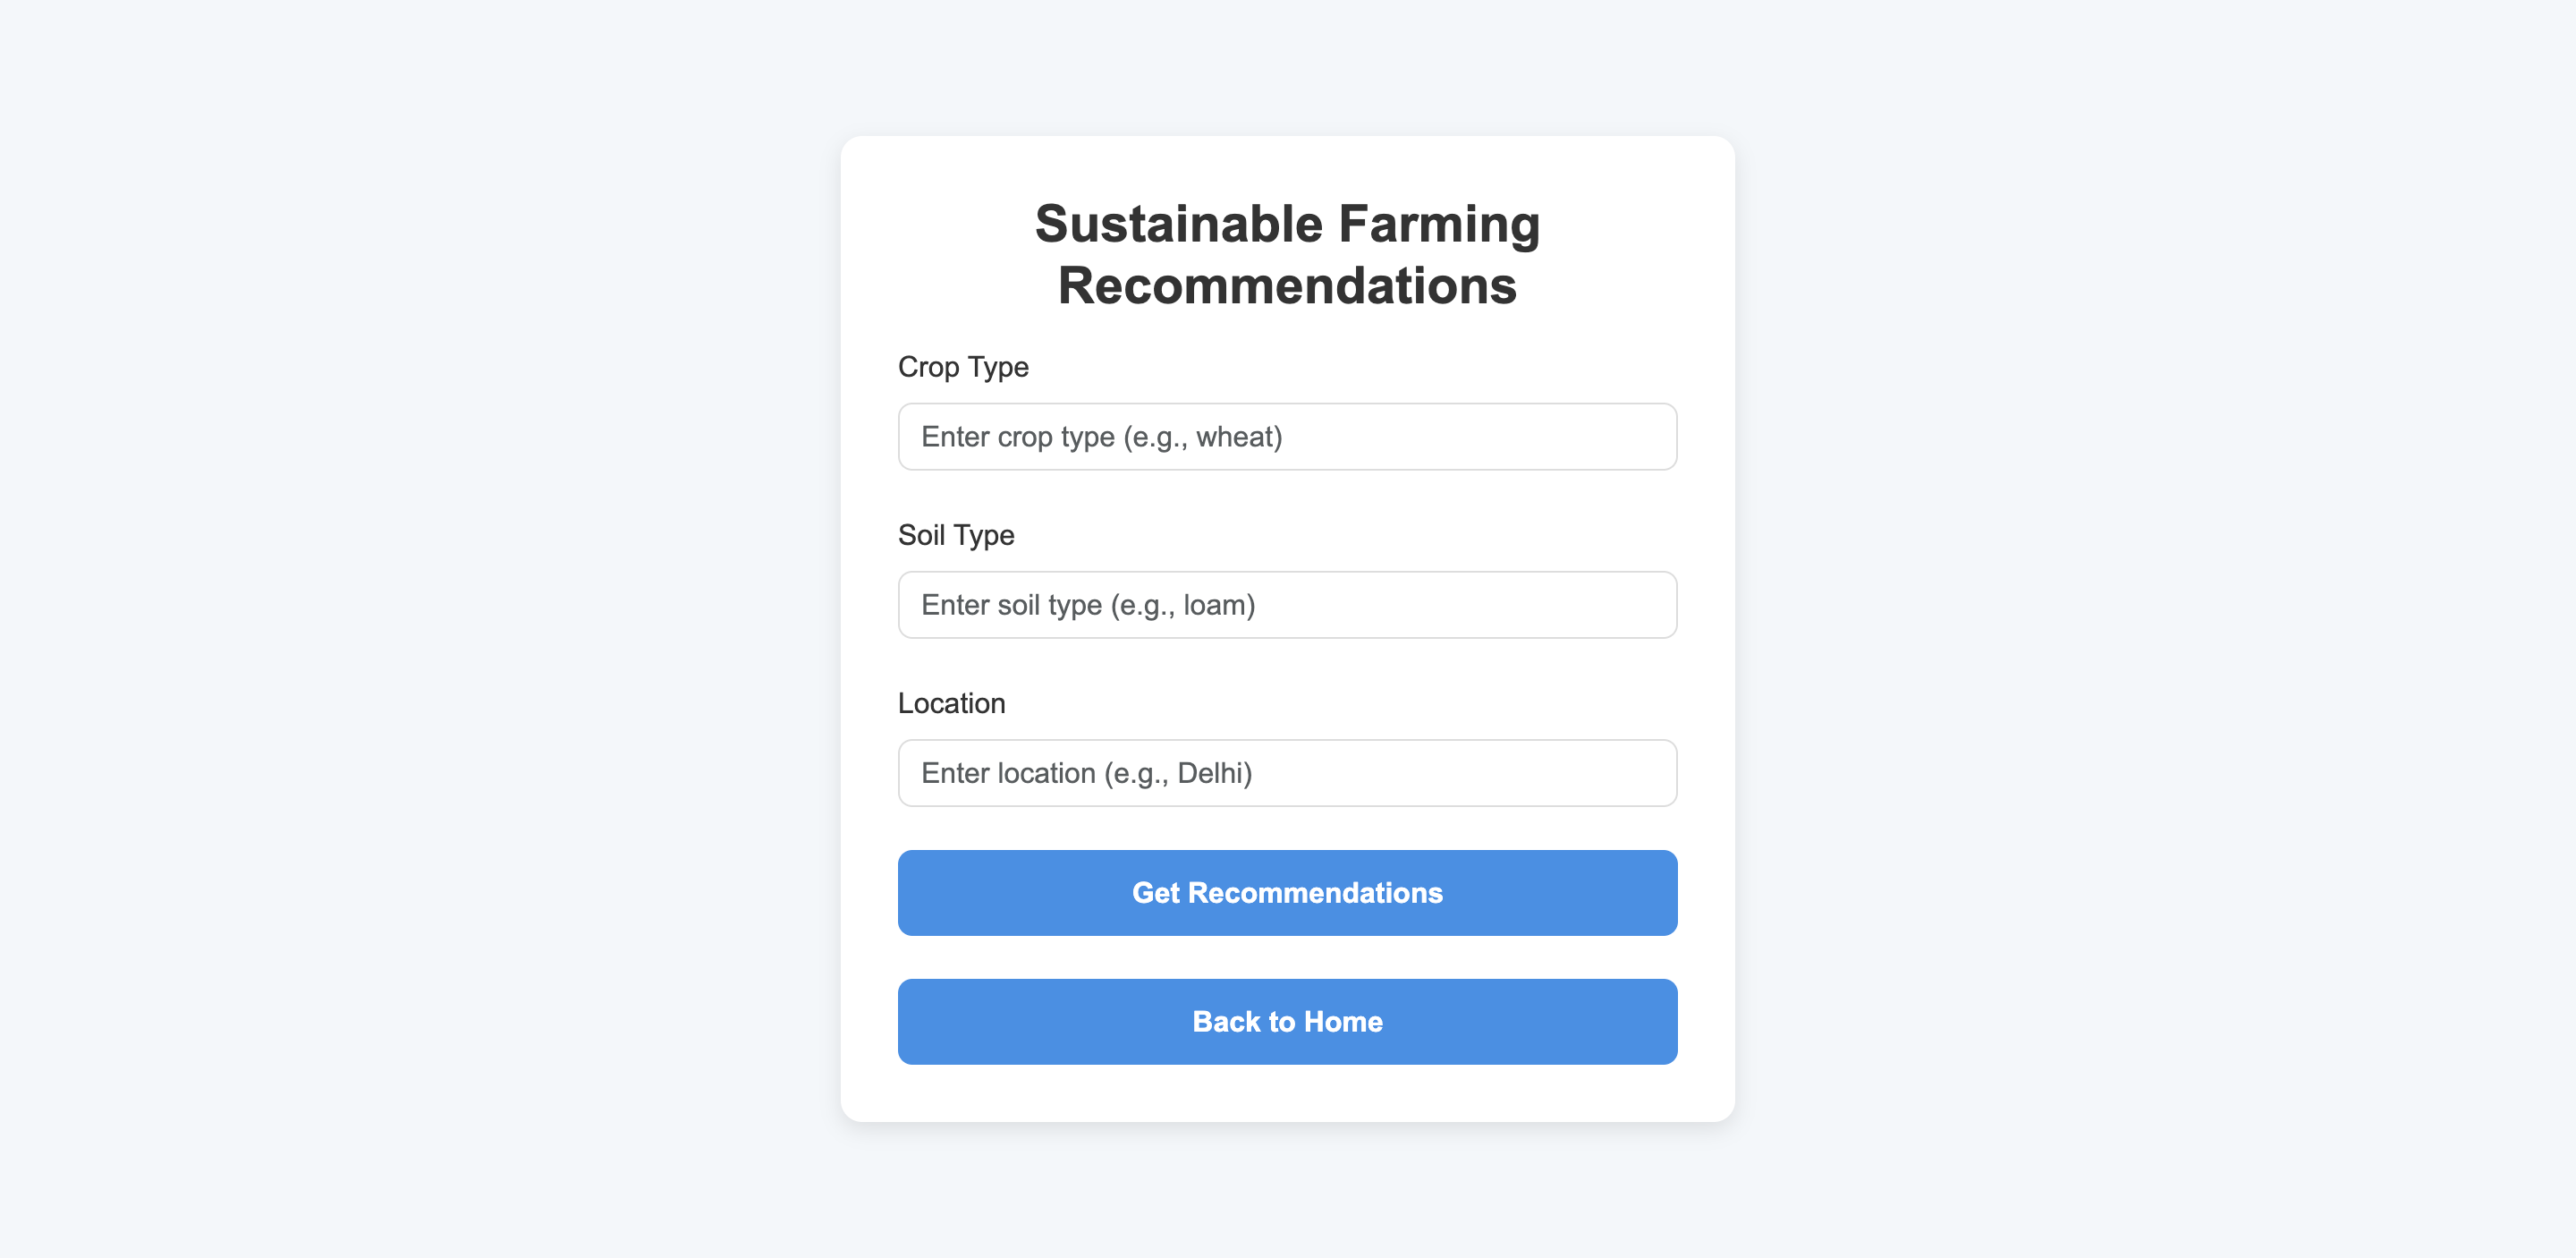 Sustainable Farming
Recommendations
Crop Type
Enter crop type (e.g., wheat)
Soil Type
Enter soil type (e.g., loam)
Location
Enter location (e.g., Delhi)
Get Recommendations
Back to Home